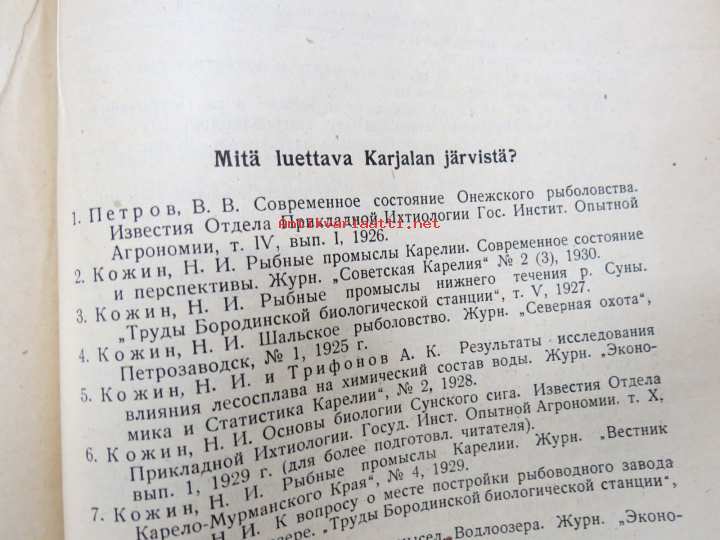 Mitä luettava Karjalan järvistä?
1. Петров, В. В. Современное состояние Онежского рыболовства.
Известия Отдела Прикладной Ихтиологии Гос. Инстит. Опытной
Агрономии, т. IV, вып. I, 1926.
antikvariaatti.net
2. Кожин, Н. И. Рыбные промыслы Карелии. Современное состояние
и перспективы. Журн. „Советская Карелия“ № 2 (3), 1930.
3. Кожин, Н. И. Рыбные промыслы нижнего течения р. Суны.
„Труды Бородинской биологической станции“, т. V, 1927.
4. Кожин, Н. И. Шальское рыболовство. Журн. „Северная охота“,
Петрозаводск, № 1, 1925 г.
5. Кожин, Н. И. и Трифонов А. К. Результаты исследования
влияния лесосплава на химический состав воды. Журн. „Эконо-
мика и Статистика Карелии“, № 2, 1928.
6. Кожин, Н. И. Основы биологии Сунского сига. Известия Отдела
Прикладной Ихтиологии. Госуд. Инст. Опытной Агрономии. т. X,
вып. 1, 1929 г. (для более подготовл. читателя).
7. Кожин, Н. И. Рыбные промыслы Карелии. Журн. „Вестник
Карело-Мурманского Края“, № 4, 1929.
Н. И. К вопросу о месте постройки рыбоводного завода
„Труды Бородинской биологической станции“,
Водлоозера. Журн. „Эконо-